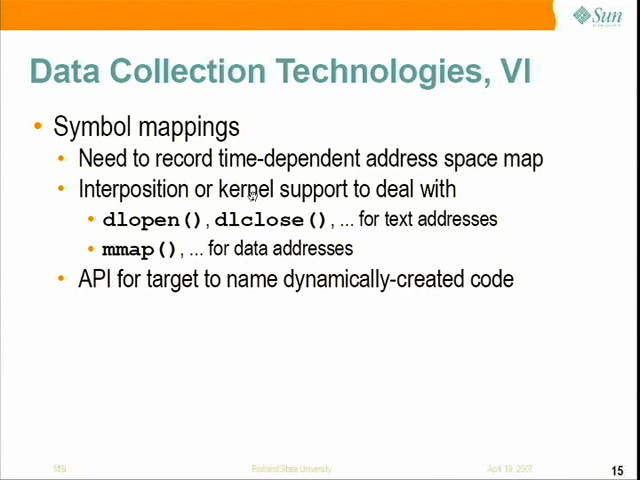 Sun
Data Collection Technologies, VI
• Symbol mappings
• Need to record time-dependent address space map
• Interposition or kernel support to deal with
• dlopen(), dlclose(), ... for text addresses
• mmap(), ... for data addresses
• API for target to name dynamically-created code
MSI
Portland State University
April 19, 2007
15